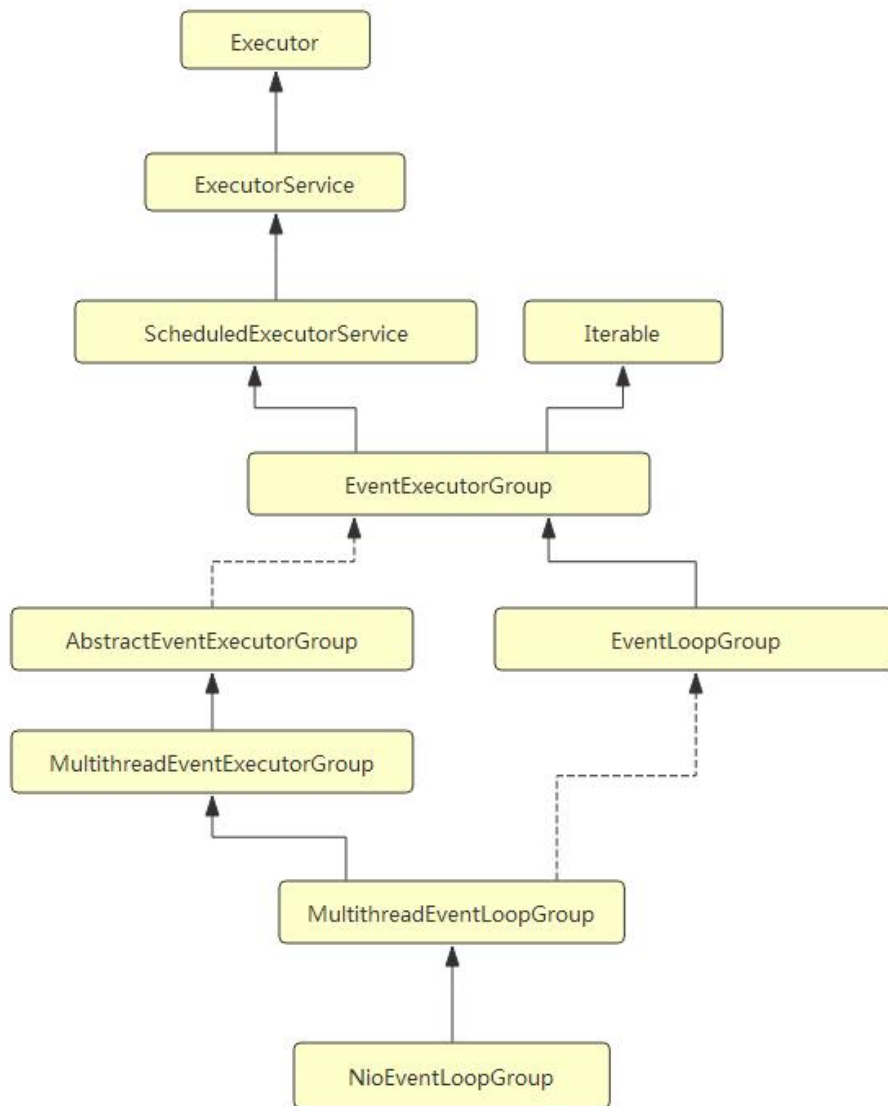 Executor
ExecutorService
ScheduledExecutorService
Iterable
EventExecutorGroup
AbstractEventExecutorGroup
EventLoopGroup
MultithreadEventExecutorGroup
MultithreadEventLoopGroup
NioEventLoopGroup